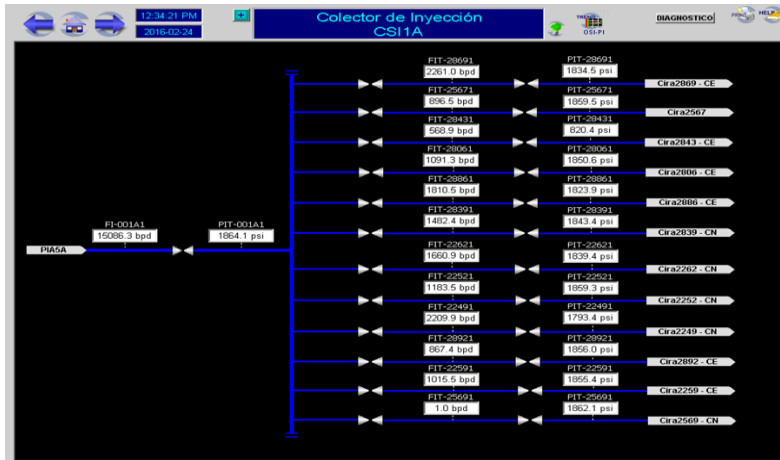 12:34:21 PM
2016-02-24
+
Colector de Inyección
CSI1A
TREND
OSI-PI
DIAGNOSTICO
HELP
FIT-28691 PIT-28691
2261.0 bpd 1834.5 psi
Cira2869 - CE
FIT-25671 PIT-25671
896.5 bpd 1859.5 psi
Cira2567
FIT-28431 PIT-28431
568.9 bpd 820.4 psi
Cira2843 - CE
FIT-28061 PIT-28061
1091.3 bpd 1850.6 psi
Cira2806 - CE
FIT-28861 PIT-28861
1810.5 bpd 1823.9 psi
Cira2886 - CE
FIT-28391 PIT-28391
1482.4 bpd 1843.4 psi
Cira2839 - CN
FI-001A1 PIT-001A1
15086.3 bpd 1864.1 psi
PIA5A
FIT-22621 PIT-22621
1660.9 bpd 1839.4 psi
Cira2262 - CN
FIT-22521 PIT-22521
1183.5 bpd 1859.3 psi
Cira2252 - CN
FIT-22491 PIT-22491
2209.9 bpd 1793.4 psi
Cira2249 - CN
FIT-28921 PIT-28921
867.4 bpd 1856.0 psi
Cira2892 - CE
FIT-22591 PIT-22591
1015.5 bpd 1855.4 psi
Cira2259 - CE
FIT-25691 PIT-25691
1.0 bpd 1862.1 psi
Cira2569 - CN